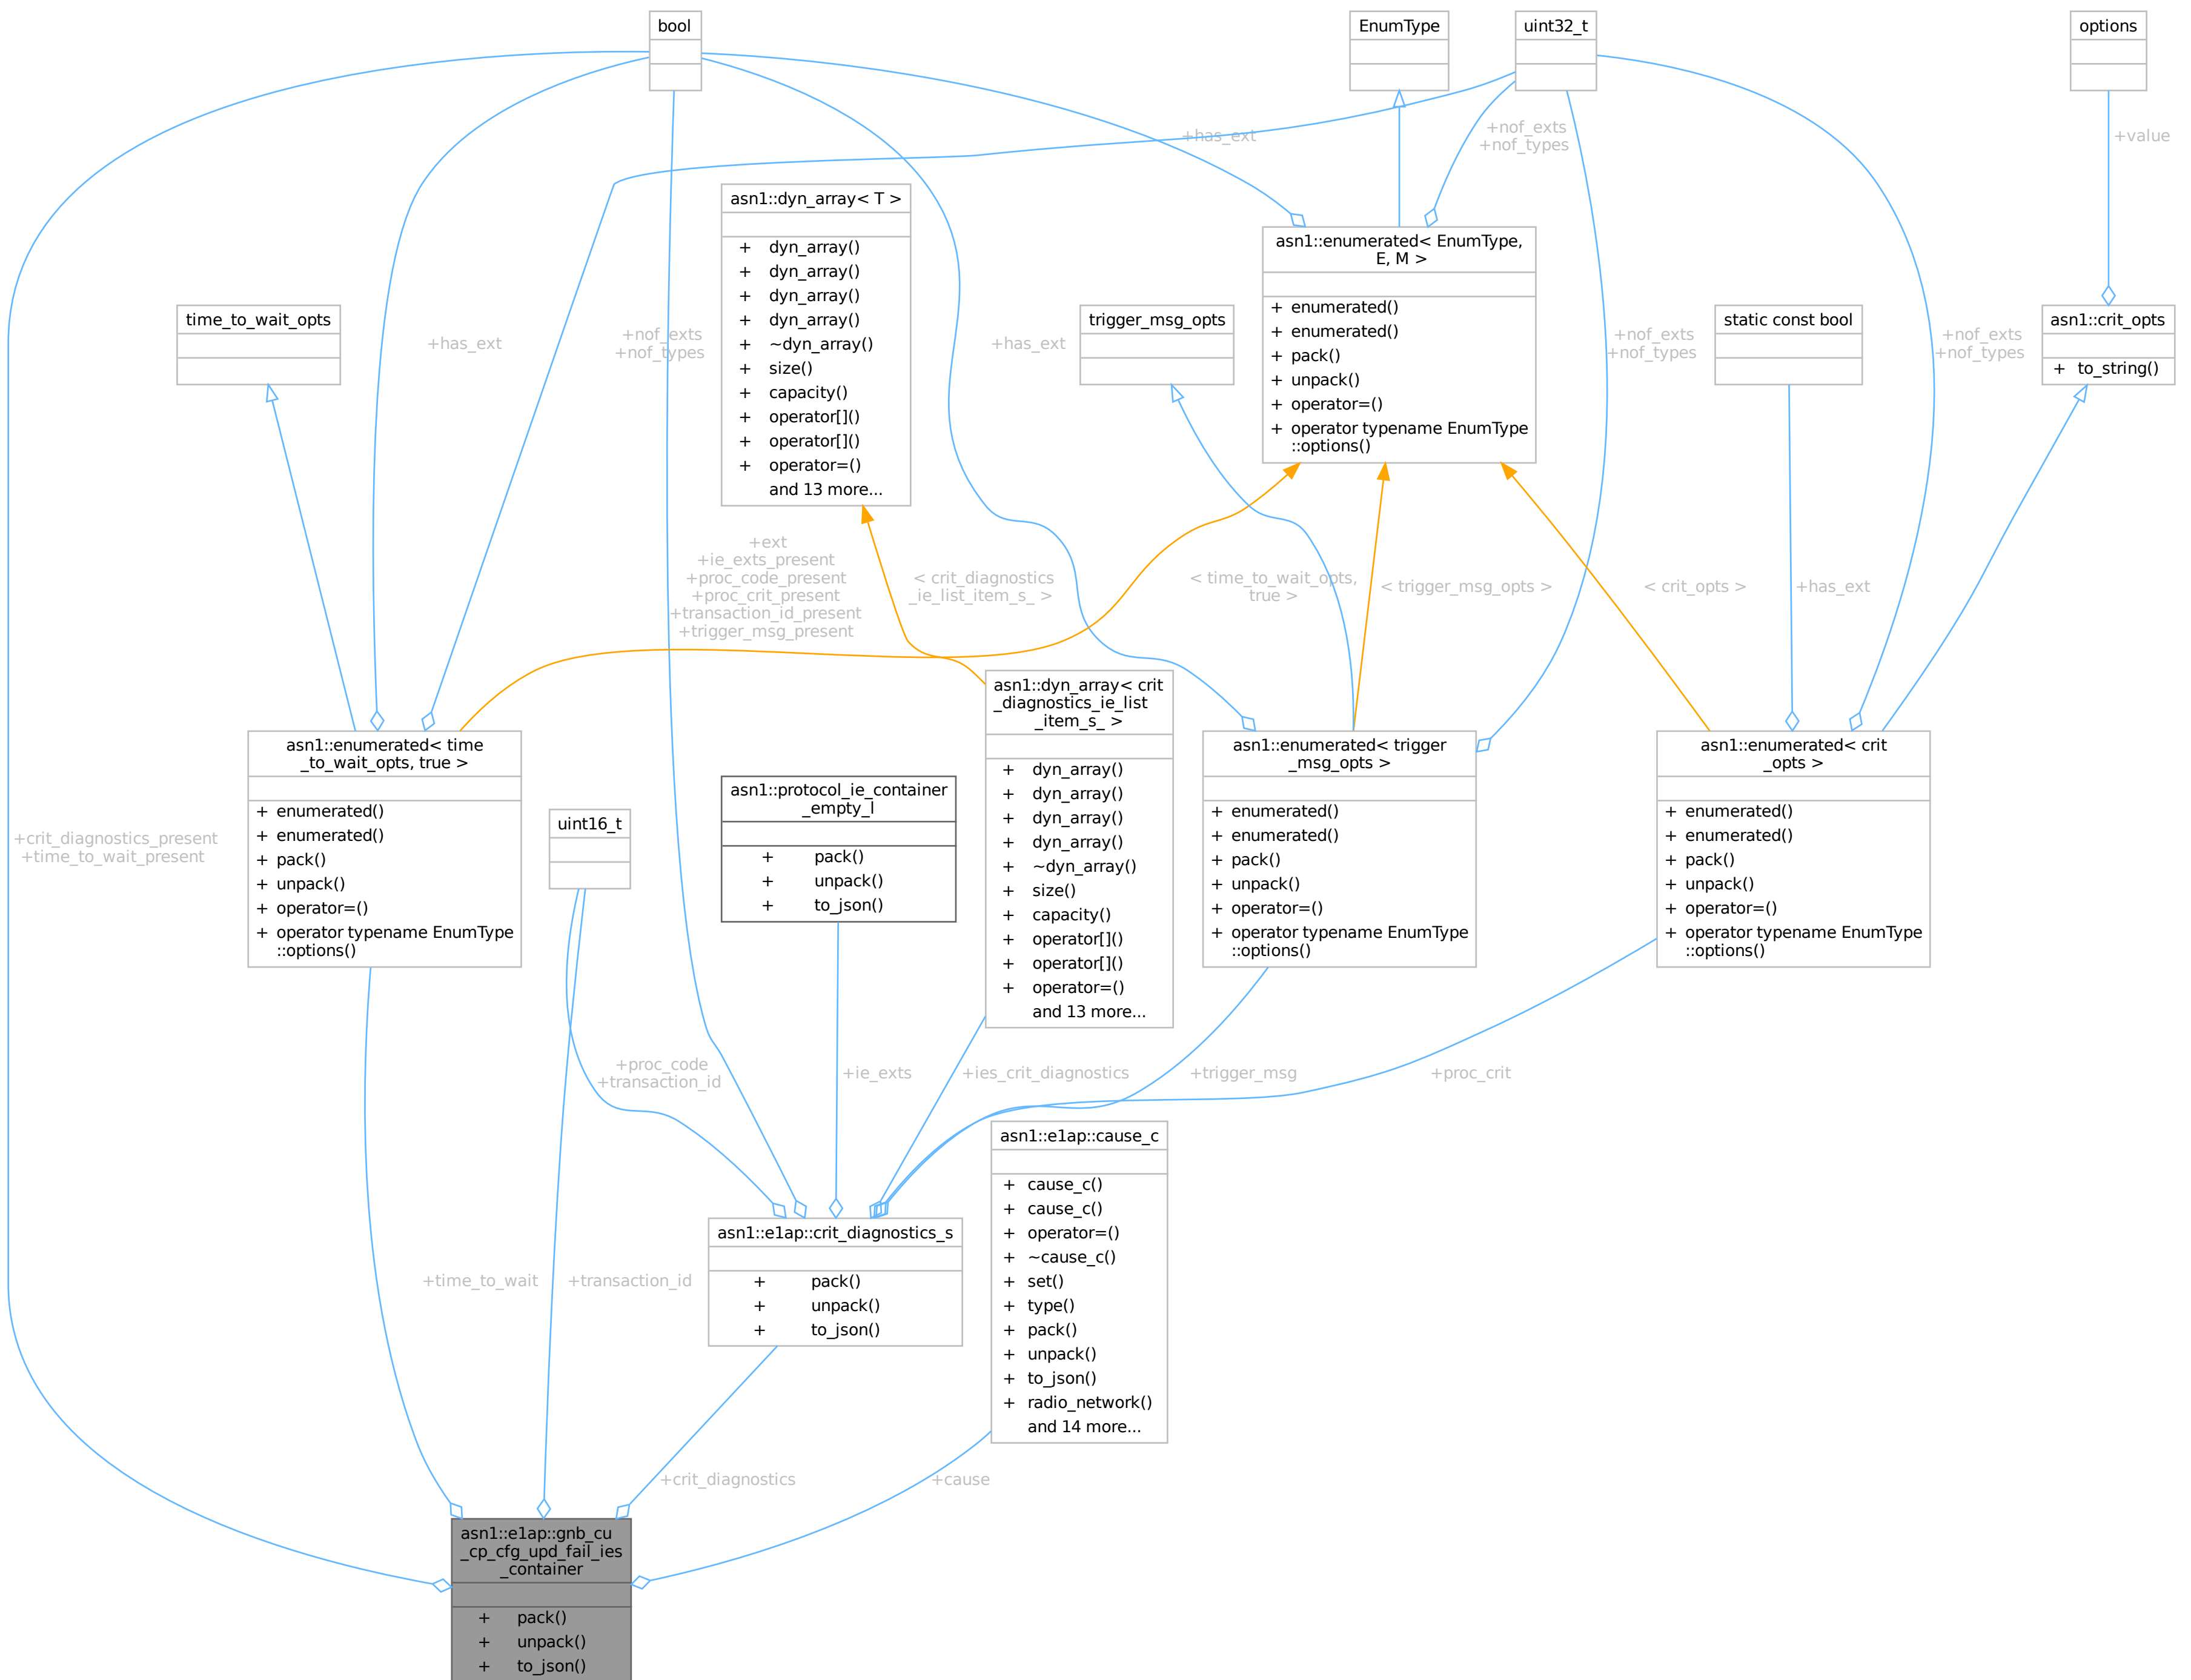 bool
EnumType
uint32_t
options
+has_ext
+nof_exts
+nof_types
+value
asn1::dyn_array< T >
+ dyn_array()
+ dyn_array()
+ dyn_array()
+ dyn_array()
+ ~dyn_array()
+ size()
+ capacity()
+ operator[]()
+ operator[]()
+ operator=()
and 13 more...
asn1::enumerated< EnumType,
E, M >
+ enumerated()
+ enumerated()
+ pack()
+ unpack()
+ operator=()
+ operator typename EnumType
::options()
time_to_wait_opts
trigger_msg_opts
static const bool
asn1::crit_opts
+ to_string()
+has_ext
+nof_exts
+nof_types
+has_ext
+nof_exts
+nof_types
+nof_exts
+nof_types
+ext
+ie_exts_present
+proc_code_present
+proc_crit_present
+transaction_id_present
+trigger_msg_present
< crit_diagnostics
_ie_list_item_s_ >
< time_to_wait_opts,
true >
< trigger_msg_opts >
< crit_opts >
+has_ext
asn1::dyn_array< crit
_diagnostics_ie_list
_item_s_ >
+ dyn_array()
+ dyn_array()
+ dyn_array()
+ dyn_array()
+ ~dyn_array()
+ size()
+ capacity()
+ operator[]()
+ operator[]()
+ operator=()
and 13 more...
asn1::enumerated< time
_to_wait_opts, true >
+ enumerated()
+ enumerated()
+ pack()
+ unpack()
+ operator=()
+ operator typename EnumType
::options()
asn1::enumerated< trigger
_msg_opts >
+ enumerated()
+ enumerated()
+ pack()
+ unpack()
+ operator=()
+ operator typename EnumType
::options()
asn1::enumerated< crit
_opts >
+ enumerated()
+ enumerated()
+ pack()
+ unpack()
+ operator=()
+ operator typename EnumType
::options()
+crit_diagnostics_present
+time_to_wait_present
uint16_t
asn1::protocol_ie_container
_empty_l
+ pack()
+ unpack()
+ to_json()
+proc_code
+transaction_id
+ie_exts
+ies_crit_diagnostics
+trigger_msg
+proc_crit
asn1::e1ap::cause_c
+ cause_c()
+ cause_c()
+ operator=()
+ ~cause_c()
+ set()
+ type()
+ pack()
+ unpack()
+ to_json()
+ radio_network()
and 14 more...
asn1::e1ap::crit_diagnostics_s
+ pack()
+ unpack()
+ to_json()
+time_to_wait
+transaction_id
+crit_diagnostics
+cause
asn1::e1ap::gnb_cu
_cp_cfg_upd_fail_ies
_container
+ pack()
+ unpack()
+ to_json()